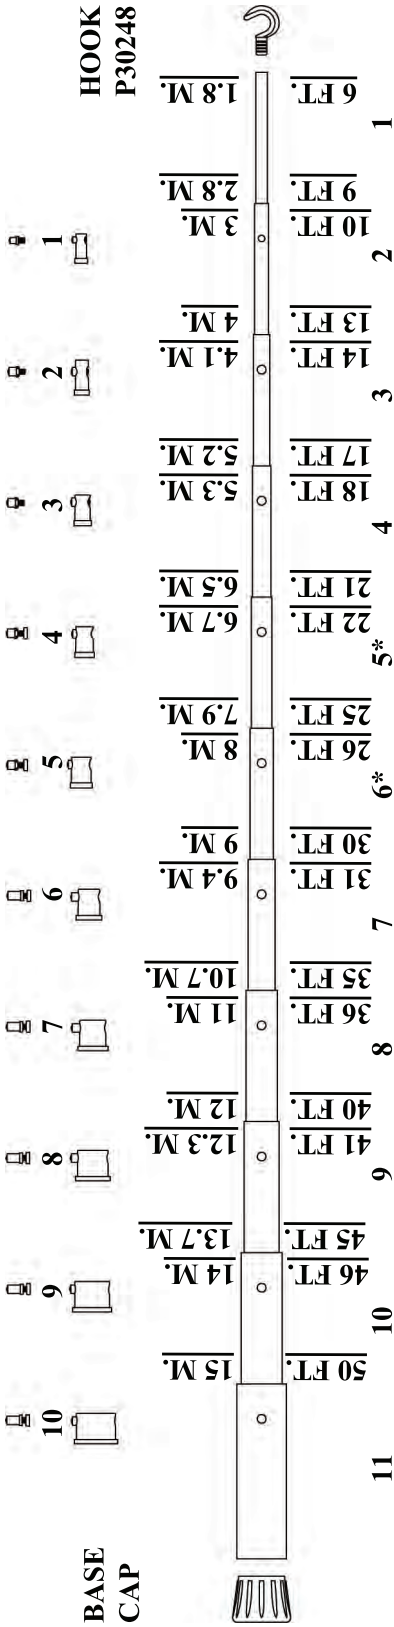 HOOK
P30248
1
2
3
4
5
6
7
8
9
10
BASE
CAP
1.8 M.
2.8 M.
3 M.
4 M.
4.1 M.
5.2 M.
5.3 M.
6.5 M.
6.7 M.
7.9 M.
8 M.
9 M.
9.4 M.
10.7 M.
11 M.
12 M.
12.3 M.
13.7 M.
14 M.
15 M.
6 FT.
9 FT.
10 FT.
13 FT.
14 FT.
17 FT.
18 FT.
21 FT.
22 FT.
25 FT.
26 FT.
30 FT.
31 FT.
35 FT.
36 FT.
40 FT.
41 FT.
45 FT.
46 FT.
50 FT.
1
2
3
4
5*
6*
7
8
9
10
11